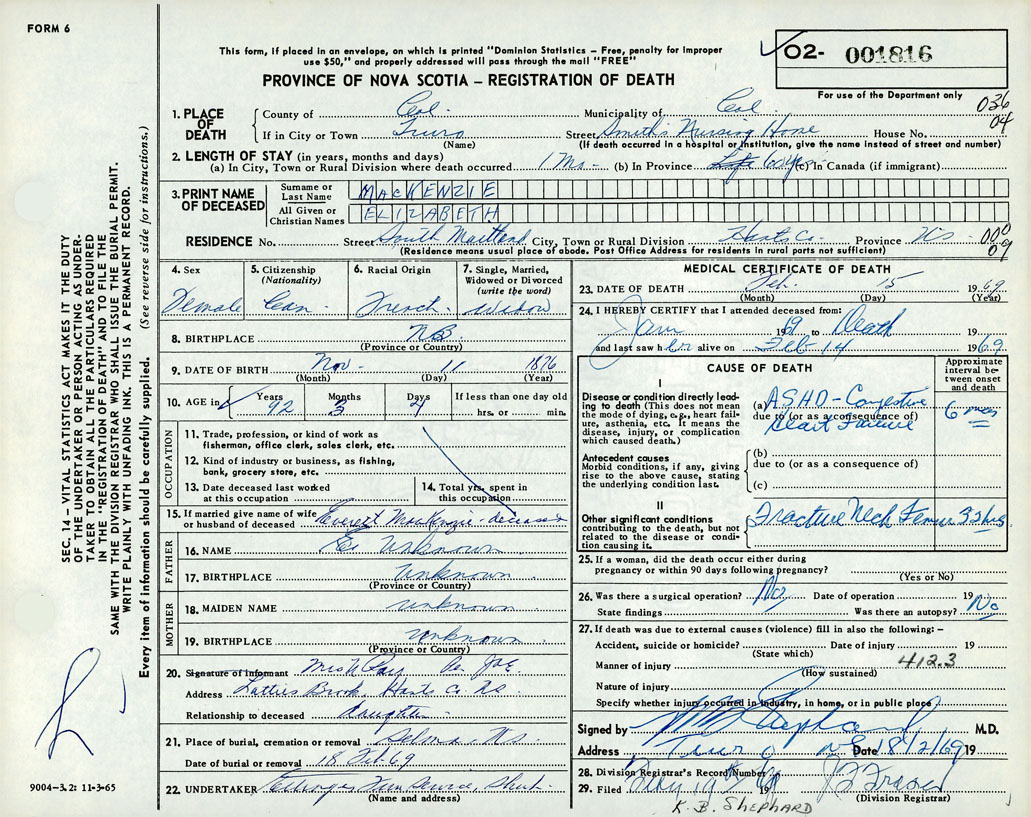 FORM 6
This form, if placed in an envelope, on which is printed "Dominion Statistics – Free, penalty for improper
use $50," and properly addressed will pass through the mail "FREE"
PROVINCE OF NOVA SCOTIA – REGISTRATION OF DEATH
02- 001816
For use of the Department only
036
04
1. PLACE OF DEATH
County of Col. Municipality of Col
If in City or Town Truro Street Smith's Nursing Home House No.
(Name) (If death occurred in a hospital or institution, give the name instead of street and number)
2. LENGTH OF STAY (in years, months and days)
(a) In City, Town or Rural Division where death occurred 1 Mo. (b) In Province Life 60 yrs (c) In Canada (if immigrant)
3. PRINT NAME OF DECEASED
Surname or Last Name MACKENZIE
All Given or Christian Names ELIZABETH
RESIDENCE No. Street South Maitland City, Town or Rural Division Hants Co. Province N.S. 000
09
(Residence means usual place of abode. Post Office Address for residents in rural parts not sufficient)
4. Sex Female
5. Citizenship (Nationality) Can
6. Racial Origin French
7. Single, Married, Widowed or Divorced (write the word) Widow
8. BIRTHPLACE N.B.
(Province or Country)
9. DATE OF BIRTH Nov. 11 1876
(Month) (Day) (Year)
10. AGE in Years 92 Months 3 Days 4 If less than one day old hrs. or min.
OCCUPATION
11. Trade, profession, or kind of work as fisherman, office clerk, sales clerk, etc.
12. Kind of industry or business, as fishing, bank, grocery store, etc.
13. Date deceased last worked at this occupation
14. Total yrs. spent in this occupation
15. If married give name of wife or husband of deceased Everett MacKenzie - deceased
FATHER
16. NAME Unknown
17. BIRTHPLACE Unknown
(Province or Country)
MOTHER
18. MAIDEN NAME unknown
19. BIRTHPLACE unknown
(Province or Country)
20. Signature of informant Mrs
Address Latties Brook, Hants Co. NS
Relationship to deceased daughter
21. Place of burial, cremation or removal Selma NS
Date of burial or removal 18 Feb. 69
22. UNDERTAKER
(Name and address)
MEDICAL CERTIFICATE OF DEATH
23. DATE OF DEATH Feb. 15 1969
(Month) (Day) (Year)
24. I HEREBY CERTIFY that I attended deceased from:
Jan 1969 to Death 19
and last saw her alive on Feb 14 1969
CAUSE OF DEATH
Approximate interval between onset and death
I
Disease or condition directly leading to death (This does not mean the mode of dying, e.g., heart failure, asthenia, etc. It means the disease, injury, or complication which caused death.)
(a) ASHD - Congestive 6 mos
due to (or as a consequence of)
Heart Failure
Antecedent causes
Morbid conditions, if any, giving rise to the above cause, stating the underlying condition last.
(b)
due to (or as a consequence of)
(c)
II
Other significant conditions
contributing to the death, but not related to the disease or condition causing it.
Fracture Neck Femur
25. If a woman, did the death occur either during pregnancy or within 90 days following pregnancy?
(Yes or No)
26. Was there a surgical operation? No Date of operation 19
State findings Was there an autopsy? No
27. If death was due to external causes (violence) fill in also the following: –
Accident, suicide or homicide? Date of injury 19
(State which) 412.3
Manner of injury
(How sustained)
Nature of injury
Specify whether injury occurred in industry, in home, or in public place
Signed by M.D.
Address Truro NS Date 18/2/69 19
28. Division Registrar's Record Number
29. Filed
(Division Registrar)
K. B. SHEPHARD
SEC. 14 – VITAL STATISTICS ACT MAKES IT THE DUTY
OF THE UNDERTAKER OR PERSON ACTING AS UNDERTAKER
TO OBTAIN ALL THE PARTICULARS REQUIRED
IN THE "REGISTRATION OF DEATH" AND TO FILE THE
SAME WITH THE DIVISION REGISTRAR WHO SHALL ISSUE THE BURIAL PERMIT.
WRITE PLAINLY WITH UNFADING INK. THIS IS A PERMANENT RECORD.
Every item of information should be carefully supplied. (See reverse side for instructions.)
9004–3.2: 11-3-65